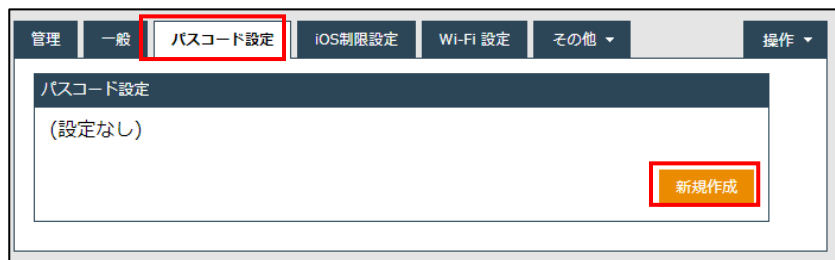 管理 一般 パスコード設定 iOS制限設定 Wi-Fi 設定 その他 ▼ 操作 ▼
パスコード設定
(設定なし)
新規作成